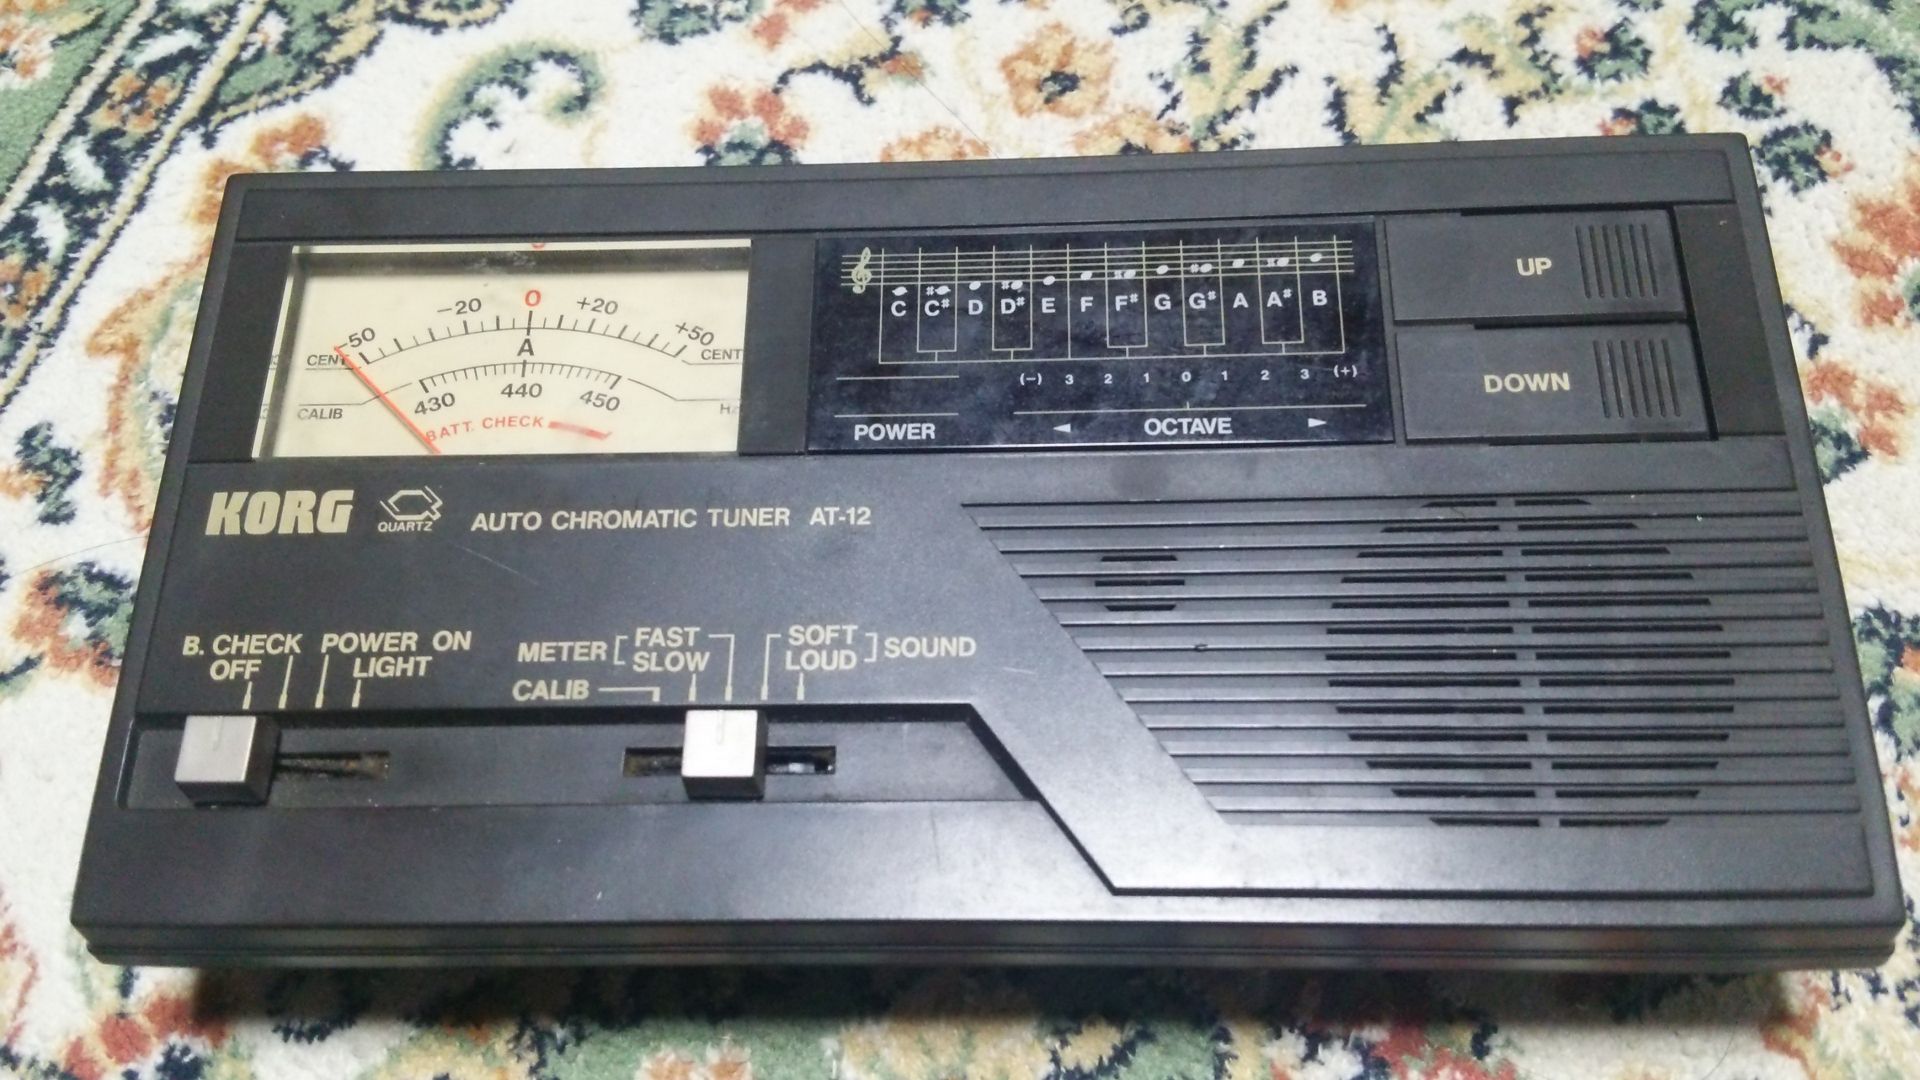 -50 -20 0 +20 +50
CENT A CENT
CALIB 430 440 450
BATT. CHECK
C C# D D# E F F# G G# A A# B
(-) 3 2 1 0 1 2 3 (+)
POWER ◄ OCTAVE ►
UP
DOWN
KORG QUARTZ AUTO CHROMATIC TUNER AT-12
B. CHECK POWER ON
OFF LIGHT
METER FAST SOFT SOUND
SLOW LOUD
CALIB